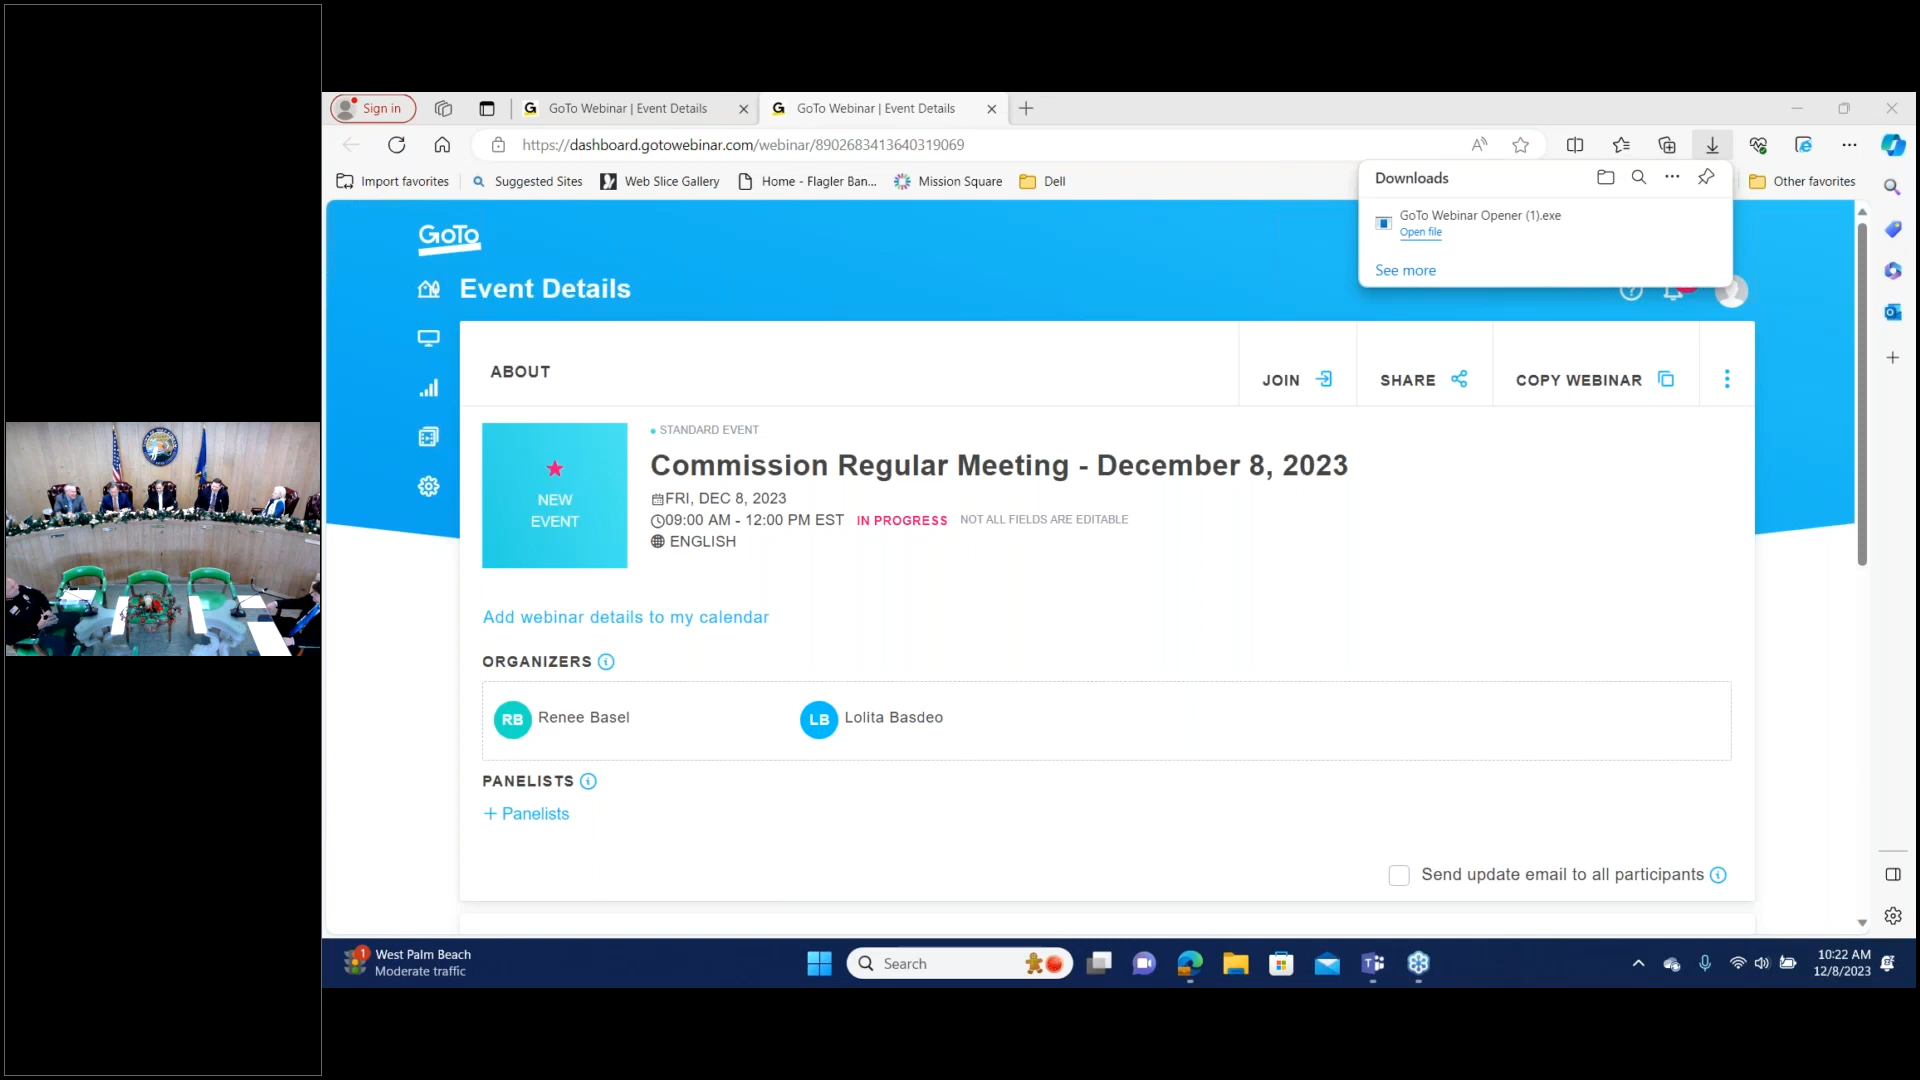 Sign in
GoTo Webinar | Event Details
GoTo Webinar | Event Details
https://dashboard.gotowebinar.com/webinar/8902683413640319069
Import favorites
Suggested Sites
Web Slice Gallery
Home - Flagler Ban...
Mission Square
Dell
Other favorites
Downloads
GoTo Webinar Opener (1).exe
Open file
See more
GoTo
Event Details
ABOUT
JOIN
SHARE
COPY WEBINAR
NEW
EVENT
STANDARD EVENT
Commission Regular Meeting - December 8, 2023
FRI, DEC 8, 2023
09:00 AM - 12:00 PM EST IN PROGRESS NOT ALL FIELDS ARE EDITABLE
ENGLISH
Add webinar details to my calendar
ORGANIZERS
RB Renee Basel
LB Lolita Basdeo
PANELISTS
+ Panelists
Send update email to all participants
1
West Palm Beach
Moderate traffic
Search
10:22 AM
12/8/2023